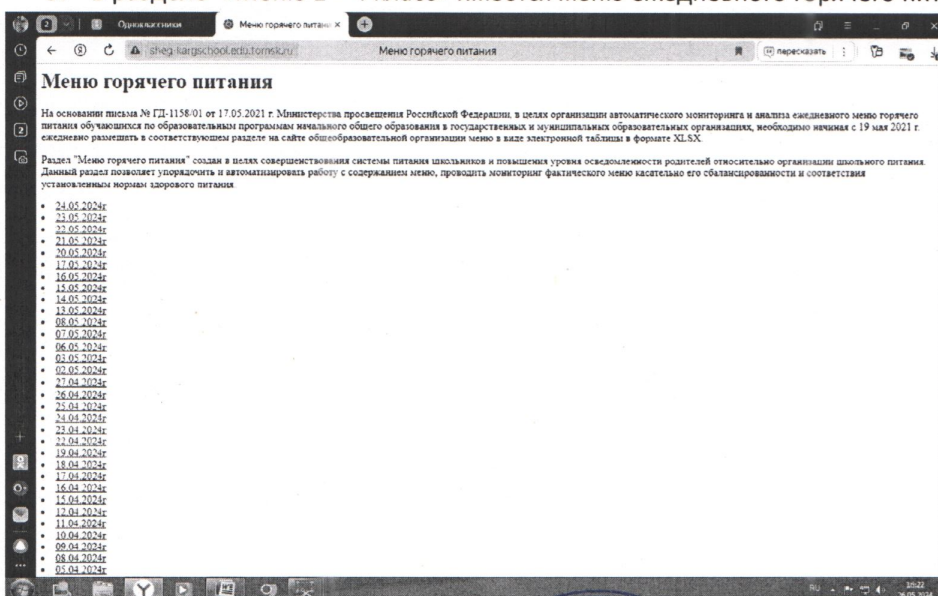 имеется меню ежедневного горячего
Одноклассники
Меню горячего питани
sheg-kargschool.edu.tomsk.ru
Меню горячего питания
пересказать
Меню горячего питания
На основании письма № ГД-1158/01 от 17.05.2021 г. Министерства просвещения Российской Федерации, в целях организации автоматического мониторинга и анализа ежедневного меню горячего
питания обучающихся по образовательным программам начального общего образования в государственных и муниципальных образовательных организациях, необходимо начиная с 19 мая 2021 г.
ежедневно размещать в соответствующем разделе на сайте общеобразовательной организации меню в виде электронной таблицы в формате XLSX.
Раздел "Меню горячего питания" создан в целях совершенствования системы питания школьников и повышения уровня осведомленности родителей относительно организации школьного питания.
Данный раздел позволяет упорядочить и автоматизировать работу с содержанием меню, проводить мониторинг фактического меню касательно его сбалансированности и соответствия
установленным нормам здорового питания.
24.05.2024г
23.05.2024г
22.05.2024г
21.05.2024г
20.05.2024г
17.05.2024г
16.05.2024г
15.05.2024г
14.05.2024г
13.05.2024г
08.05.2024г
07.05.2024г
06.05.2024г
03.05.2024г
02.05.2024г
27.04.2024г
26.04.2024г
25.04.2024г
24.04.2024г
23.04.2024г
22.04.2024г
19.04.2024г
18.04.2024г
17.04.2024г
16.04.2024г
15.04.2024г
12.04.2024г
11.04.2024г
10.04.2024г
09.04.2024г
08.04.2024г
05.04.2024г
RU
26.05.2024